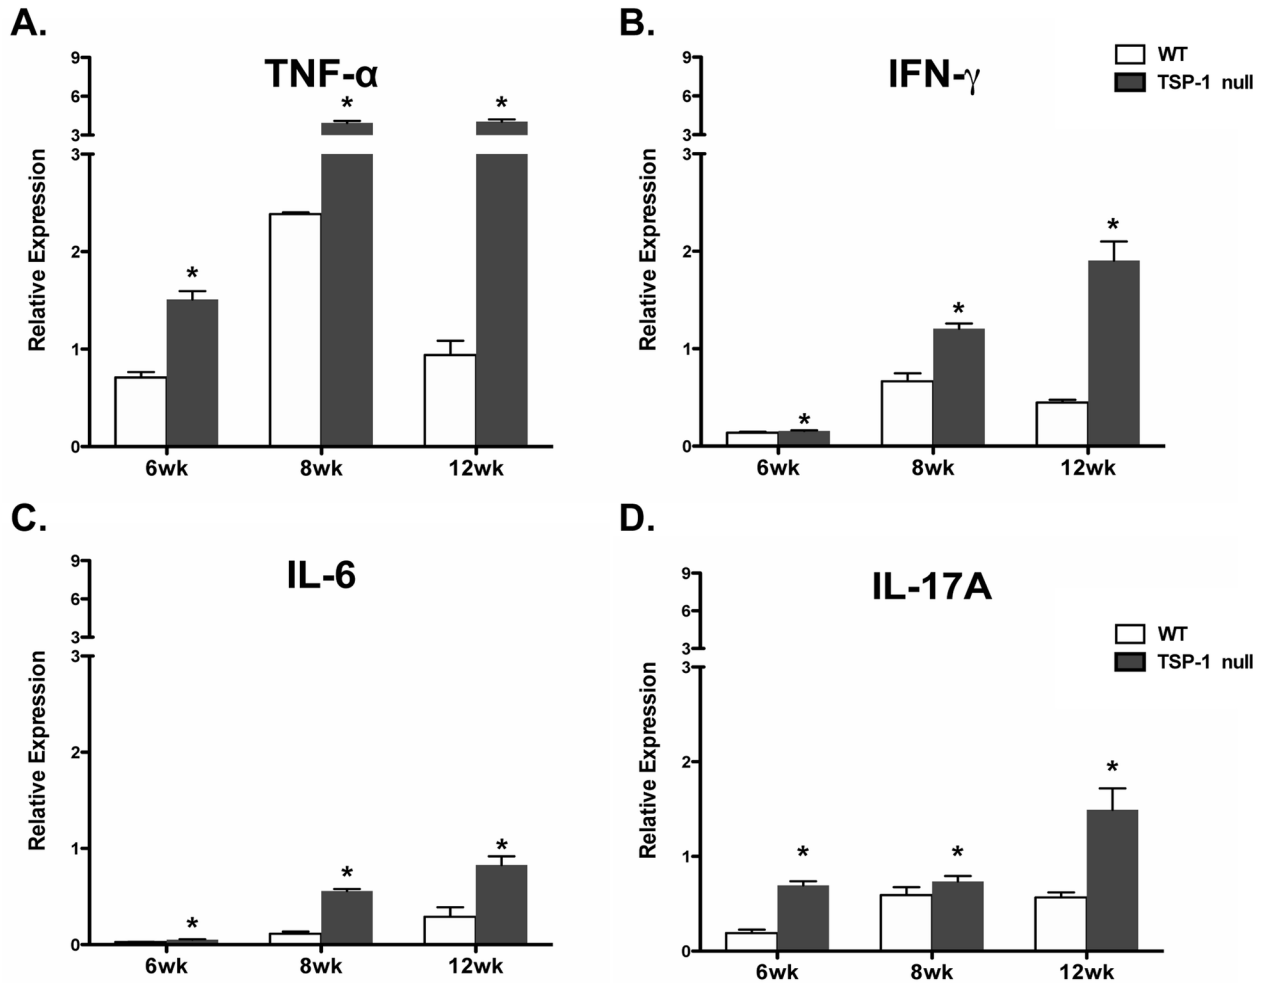 A.
TNF-α
9
6
3
3
2
1
0
Relative Expression
*
*
*
6wk
8wk
12wk
B.
IFN-γ
WT
TSP-1 null
9
6
3
3
2
1
0
Relative Expression
*
*
*
6wk
8wk
12wk
C.
IL-6
9
6
3
3
2
1
0
Relative Expression
*
*
*
6wk
8wk
12wk
D.
IL-17A
WT
TSP-1 null
9
6
3
3
2
1
0
Relative Expression
*
*
*
6wk
8wk
12wk